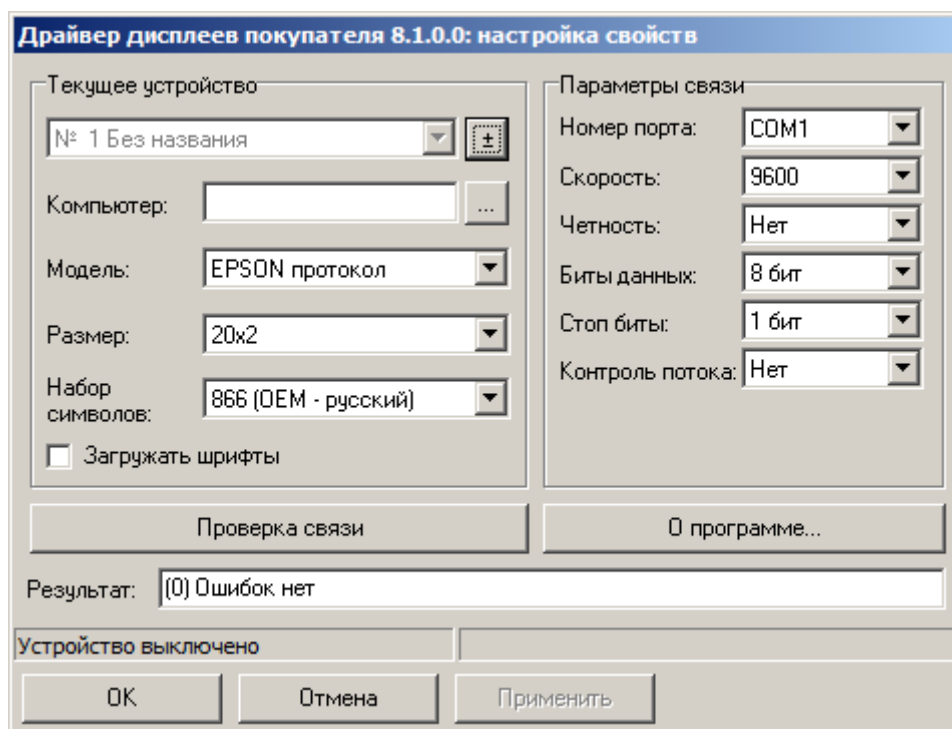 Драйвер дисплеев покупателя 8.1.0.0: настройка свойств
Текущее устройство
№ 1 Без названия
±
Компьютер:
...
Модель:
EPSON протокол
Размер:
20x2
Набор
символов:
866 (OEM - русский)
Загружать шрифты
Параметры связи
Номер порта:
COM1
Скорость:
9600
Четность:
Нет
Биты данных:
8 бит
Стоп биты:
1 бит
Контроль потока:
Нет
Проверка связи
О программе...
Результат:
(0) Ошибок нет
Устройство выключено
OK
Отмена
Применить